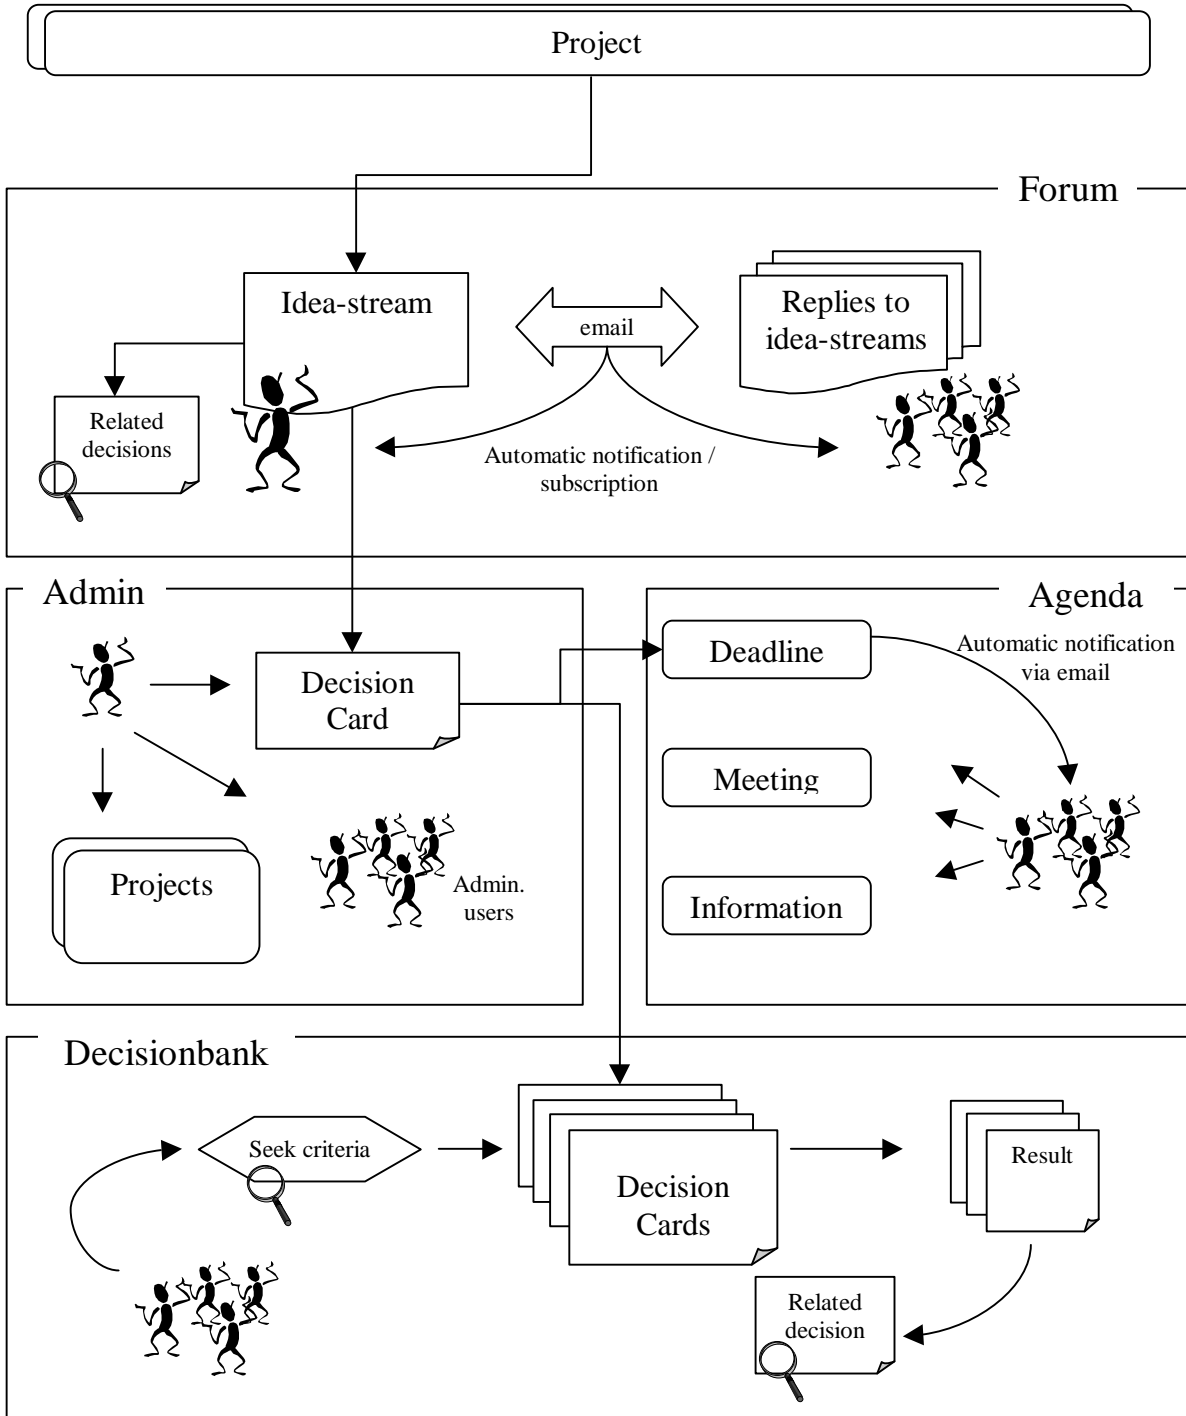 Project
Forum
Idea-stream
email
Replies to
idea-streams
Related
decisions
Automatic notification /
subscription
Admin
Agenda
Decision
Card
Deadline
Automatic notification
via email
Meeting
Projects
Admin.
users
Information
Decisionbank
Seek criteria
Decision
Cards
Result
Related
decision